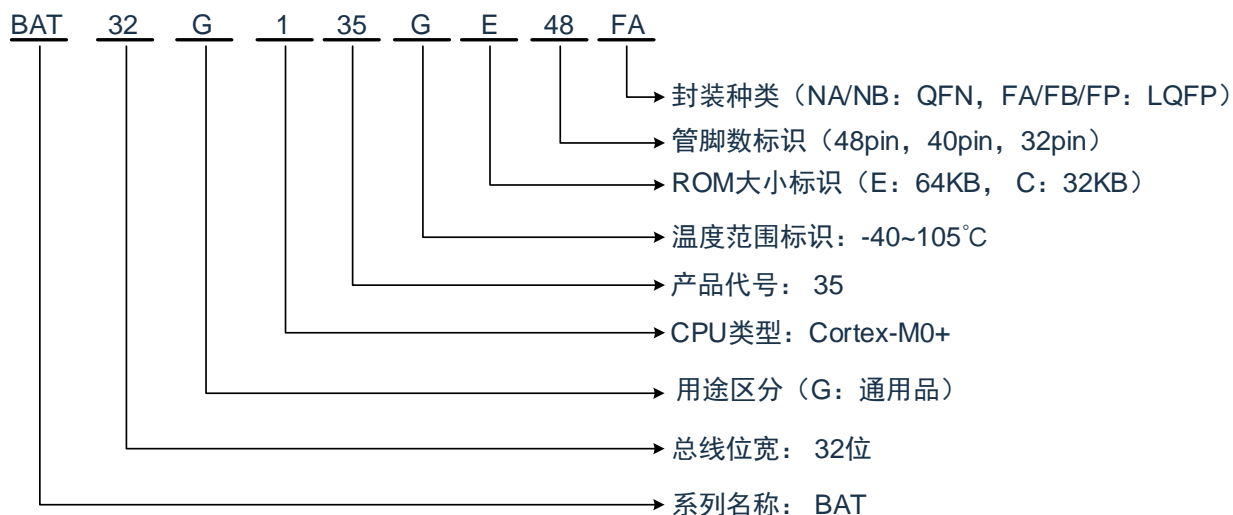 BAT 32 G 1 35 G E 48 FA
封装种类（NA/NB：QFN，FA/FB/FP：LQFP）
管脚数标识（48pin，40pin，32pin）
ROM大小标识（E：64KB， C：32KB）
温度范围标识：-40~105℃
产品代号： 35
CPU类型：Cortex-M0+
用途区分（G：通用品）
总线位宽： 32位
系列名称： BAT